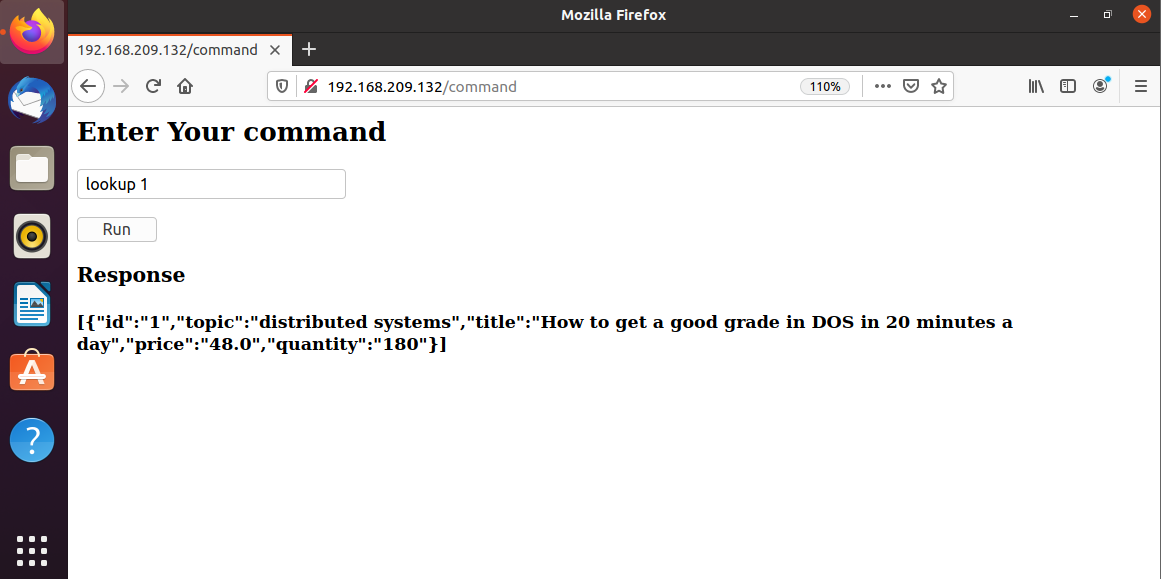 Mozilla Firefox
192.168.209.132/command
192.168.209.132/command 110%
Enter Your command
lookup 1
Run
Response
[{"id":"1","topic":"distributed systems","title":"How to get a good grade in DOS in 20 minutes a
day","price":"48.0","quantity":"180"}]